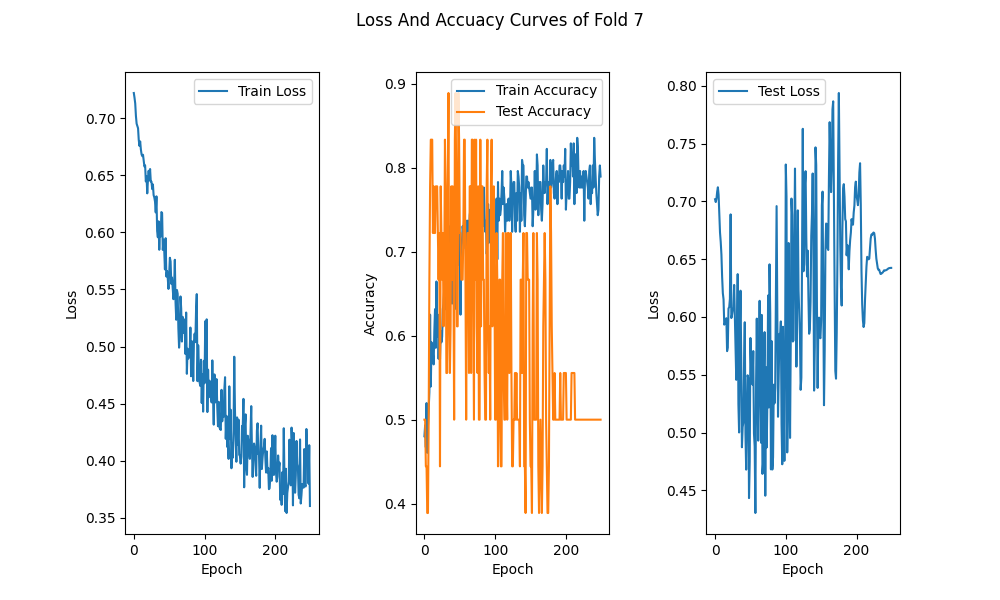 Loss And Accuacy Curves of Fold 7
Train Loss
0.70
0.65
0.60
0.55
0.50
0.45
0.40
0.35
Loss
0 100 200
Epoch
Train Accuracy
Test Accuracy
0.9
0.8
0.7
0.6
0.5
0.4
Accuracy
0 100 200
Epoch
Test Loss
0.80
0.75
0.70
0.65
0.60
0.55
0.50
0.45
Loss
0 100 200
Epoch